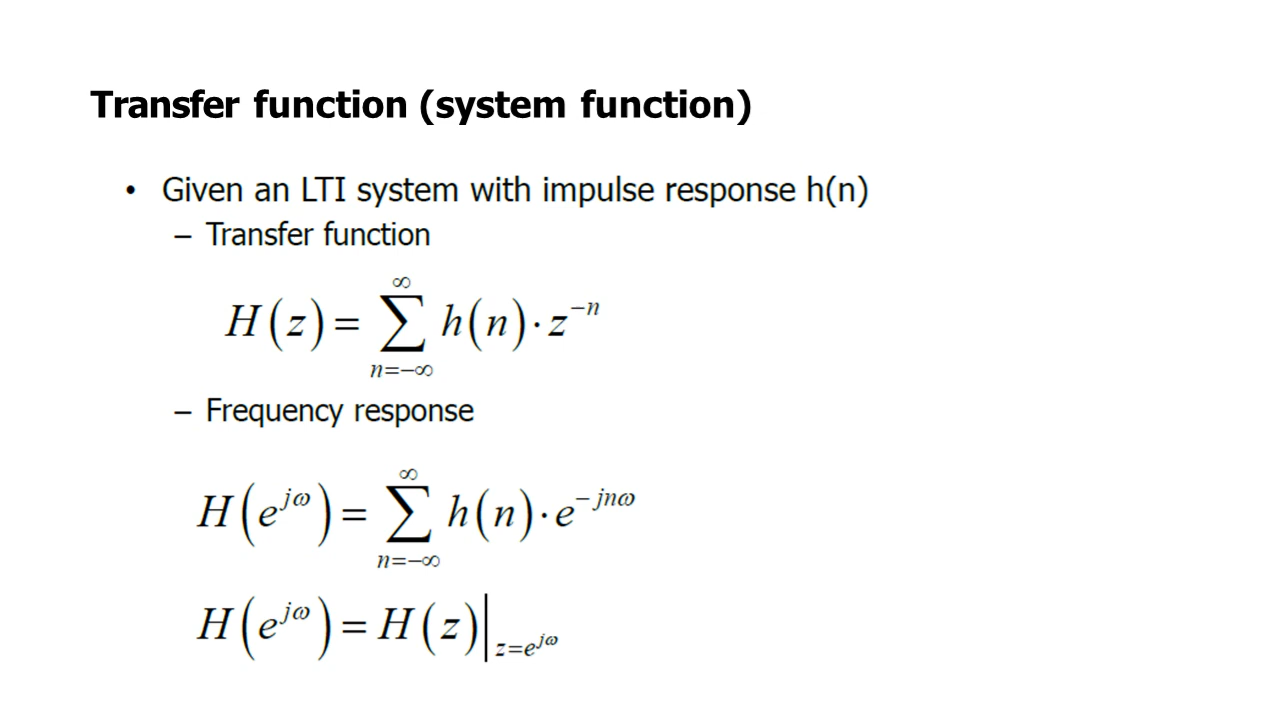 Transfer function (system function)
• Given an LTI system with impulse response h(n)
– Transfer function
H(z) = ∑_{n=−∞}^{∞} h(n) · z^{−n}
– Frequency response
H(e^{jω}) = ∑_{n=−∞}^{∞} h(n) · e^{−jnω}
H(e^{jω}) = H(z)|_{z=e^{jω}}